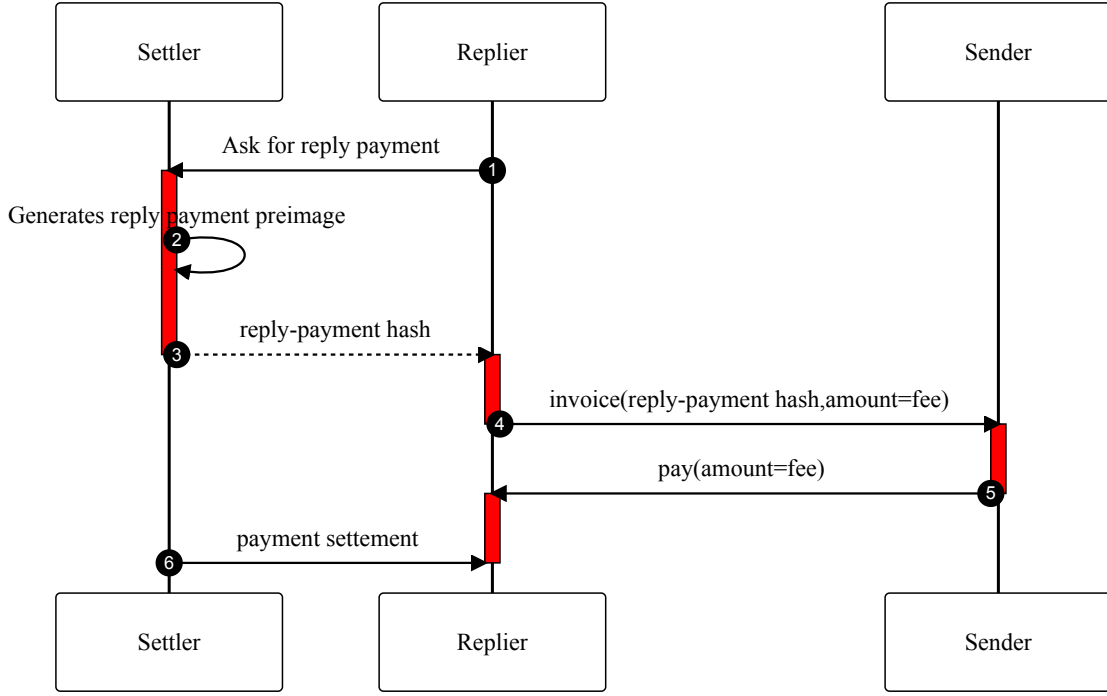 Settler
Replier
Sender
Ask for reply payment
1
Generates reply payment preimage
2
reply-payment hash
3
invoice(reply-payment hash,amount=fee)
4
pay(amount=fee)
5
payment settement
6
Settler
Replier
Sender